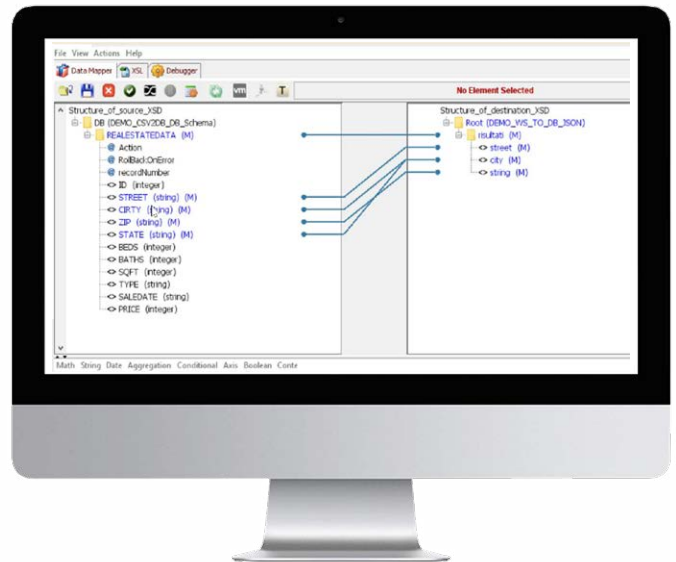 File View Actions Help
Data Mapper XSL Debugger
vm T No Element Selected
Structure_of_source_XSD
DB (DEMO_CSV2DB_DB_Schema)
REALESTATEDATA (M)
Action
RollBackOnError
recordNumber
ID (integer)
STREET (string) (M)
CIRTY (string) (M)
ZIP (string) (M)
STATE (string) (M)
BEDS (integer)
BATHS (integer)
SQFT (integer)
TYPE (string)
SALEDATE (string)
PRICE (integer)
Structure_of_destination_XSD
Root (DEMO_WS_TO_DB_JSON)
risultati (M)
street (M)
city (M)
string (M)
Math String Date Aggregation Conditional Axis Boolean Conte